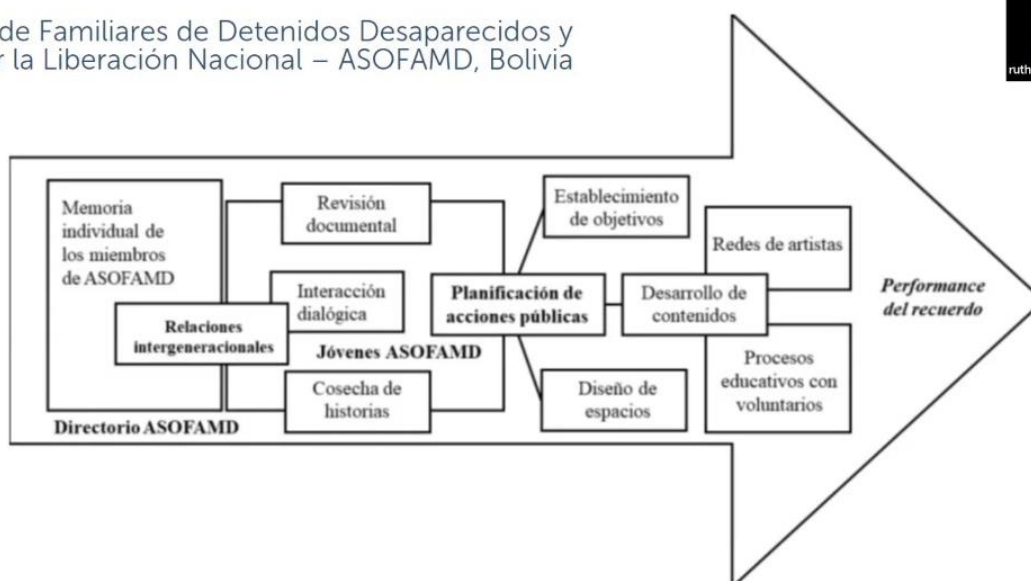 de Familiares de Detenidos Desaparecidos y
r la Liberación Nacional – ASOFAMD, Bolivia
ruth
Memoria
individual de
los miembros
de ASOFAMD
Relaciones
intergeneracionales
Directorio ASOFAMD
Revisión
documental
Interacción
dialógica
Jóvenes ASOFAMD
Cosecha de
historias
Planificación de
acciones públicas
Establecimiento
de objetivos
Diseño de
espacios
Desarrollo de
contenidos
Redes de artistas
Procesos
educativos con
voluntarios
Performance
del recuerdo